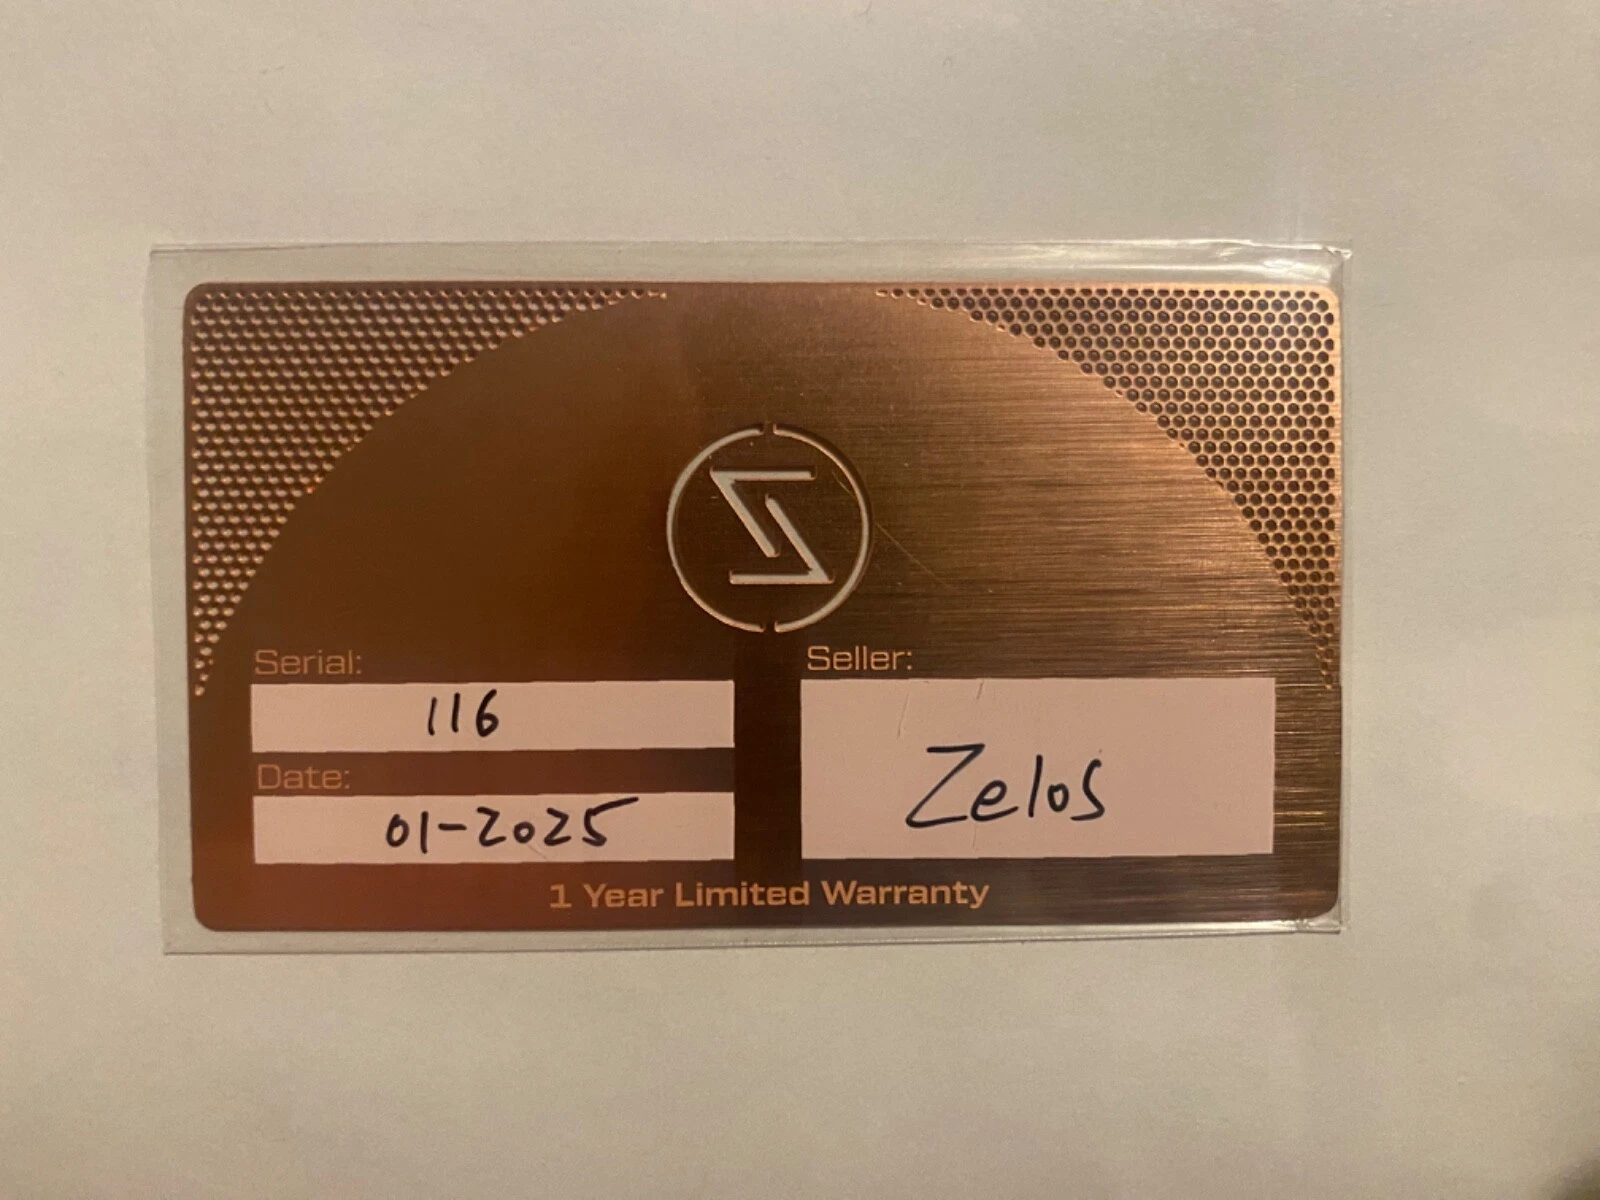 Serial:
116
Date:
01-2025
Seller:
Zelos
1 Year Limited Warranty